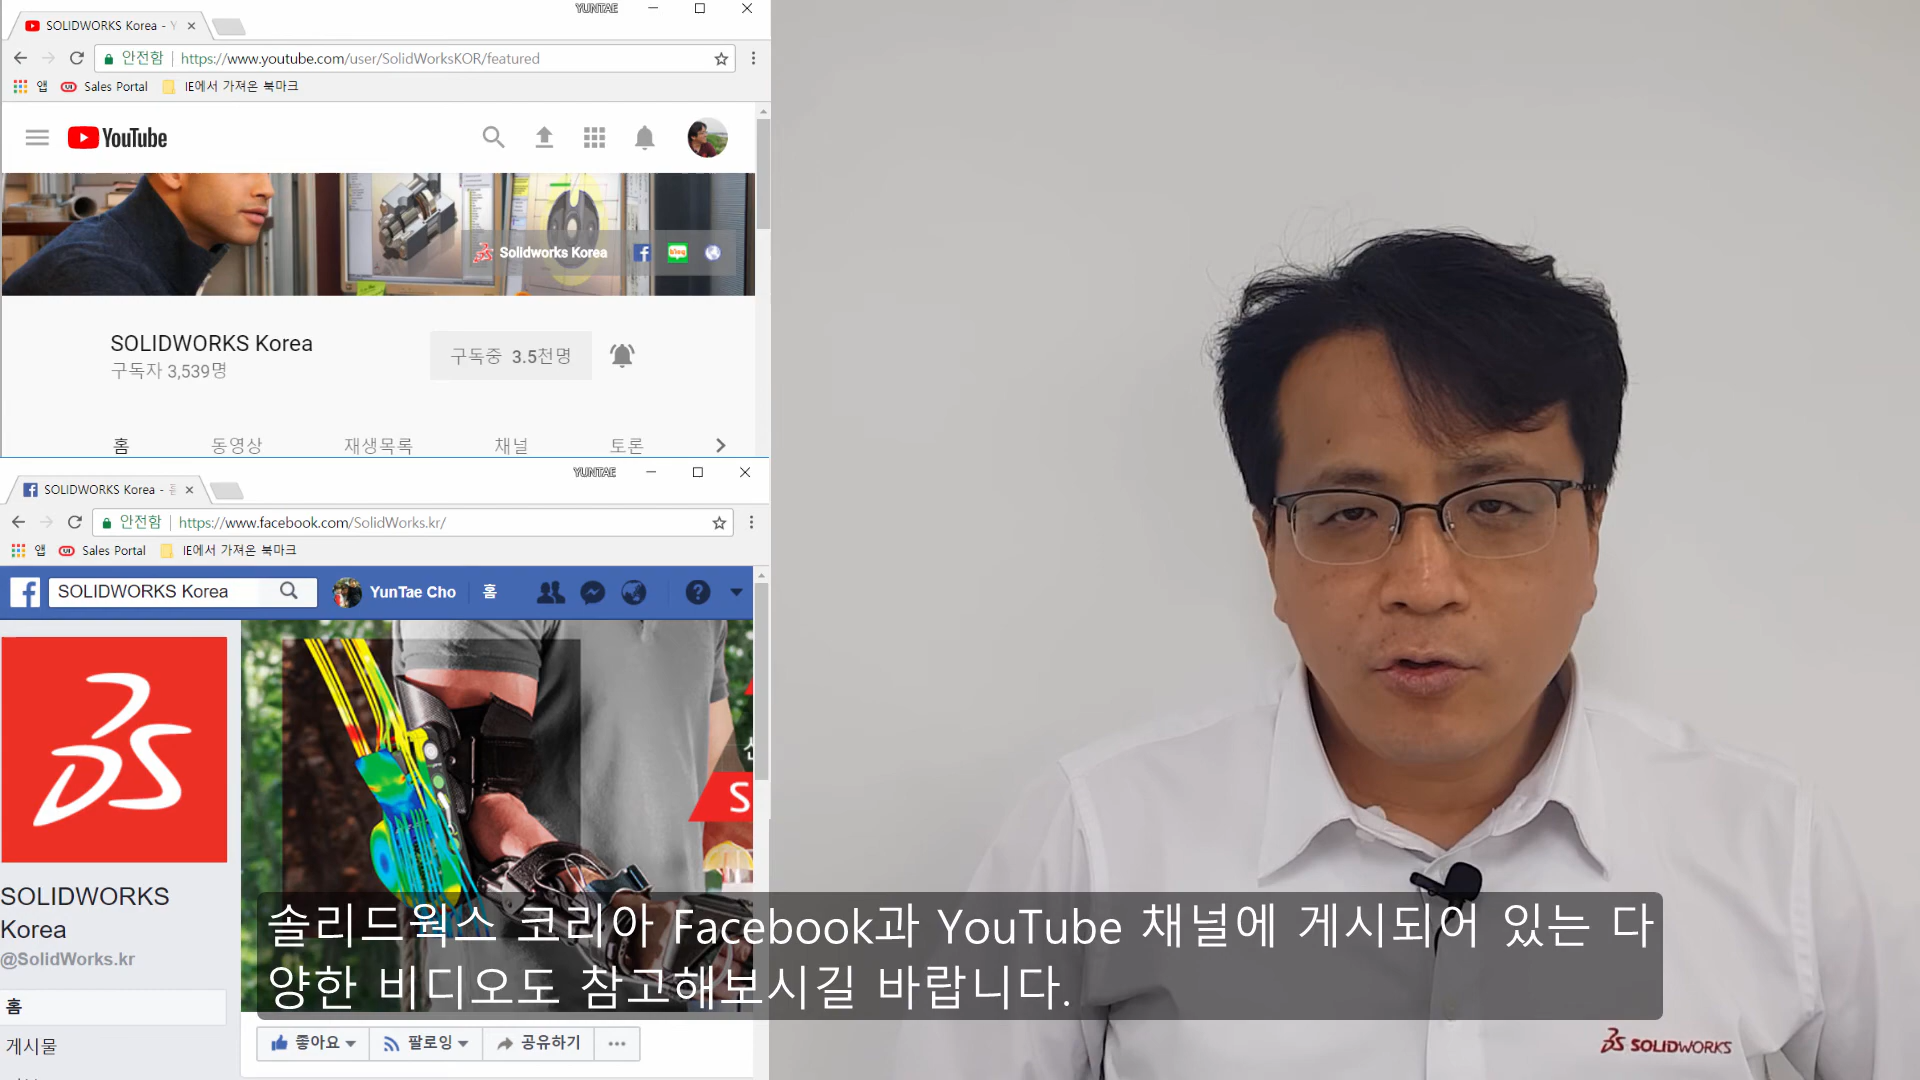 YUNTAE
SOLIDWORKS Korea - Y
안전함 https://www.youtube.com/user/SolidWorksKOR/featured
앱 Sales Portal IE에서 가져온 북마크
YouTube
Solidworks Korea f blog
SOLIDWORKS Korea
구독자 3,539명
구독중 3.5천명
홈 동영상 재생목록 채널 토론
YUNTAE
SOLIDWORKS Korea -
안전함 https://www.facebook.com/SolidWorks.kr/
앱 Sales Portal IE에서 가져온 북마크
f SOLIDWORKS Korea YunTae Cho 홈
S
SOLIDWORKS
Korea
@SolidWorks.kr
홈
게시물
솔리드웍스 코리아 Facebook과 YouTube 채널에 게시되어 있는 다
양한 비디오도 참고해보시길 바랍니다.
좋아요 팔로잉 공유하기
SOLIDWORKS